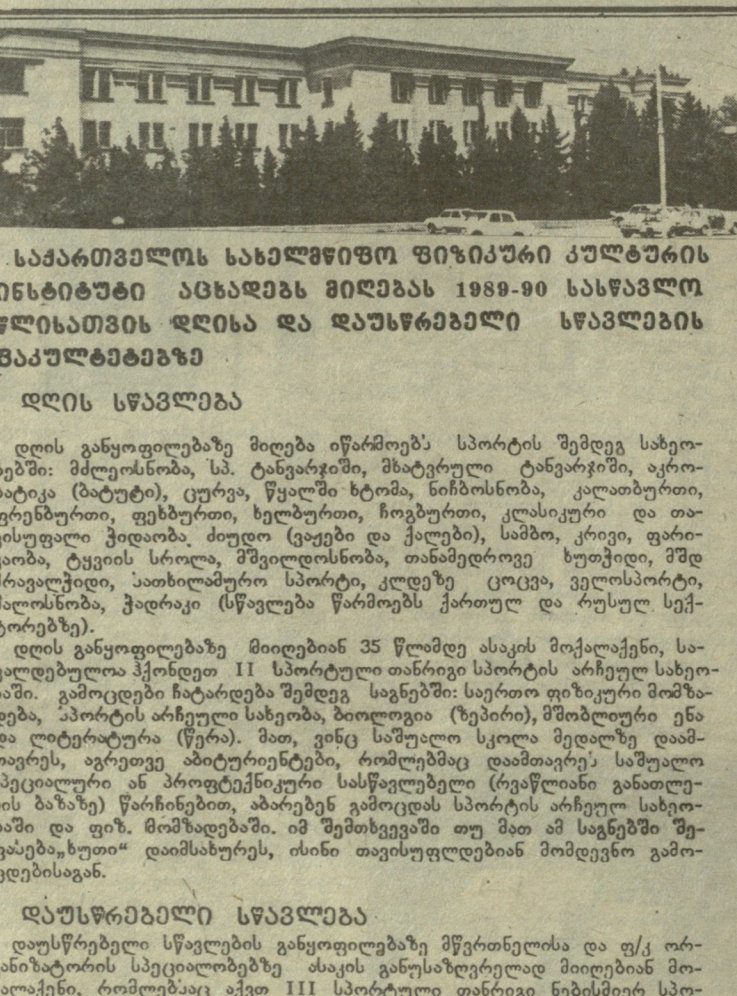 საქართველოს სახელმწიფო ფიზიკური კულტურის
ინსტიტუტი აცხადებს მიღებას 1989-90 სასწავლო
წლისათვის დღისა და დაუსწრებელი სწავლების
ფაკულტეტებზე
დღის სწავლება
დღის განყოფილებაზე მიღება იწარმოებს სპორტის შემდეგ სახეო-
ბებში: მძლეოსნობა, სპ. ტანვარჯიში, მხატვრული ტანვარჯიში, აკრო-
ბატიკა (ბატუტი), ცურვა, წყალში ხტომა, ნიჩბოსნობა, კალათბურთი,
ფრენბურთი, ფეხბურთი, ხელბურთი, ჩოგბურთი, კლასიკური და თა-
ვისუფალი ჭიდაობა, ძიუდო (ვაჟები და ქალები), სამბო, კრივი, ფარი-
კაობა, ტყვიის სროლა, მშვილდოსნობა, თანამედროვე ხუთჭიდი, მშდ
მრავალჭიდი, სათხილამურო სპორტი, კლდეზე ცოცვა, ველოსპორტი,
ძალოსნობა, ჭადრაკი (სწავლება წარმოებს ქართულ და რუსულ სექ-
ტორებზე).
დღის განყოფილებაზე მიიღებიან 35 წლამდე ასაკის მოქალაქენი, სა-
ვალდებულოა ჰქონდეთ II სპორტული თანრიგი სპორტის არჩეულ სახეო-
ბაში. გამოცდები ჩატარდება შემდეგ საგნებში: საერთო ფიზიკური მომზა-
დება, სპორტის არჩეული სახეობა, ბიოლოგია (ზეპირი), მშობლიური ენა
და ლიტერატურა (წერა). მათ, ვინც საშუალო სკოლა მედალზე დაამ-
თავრეს, აგრეთვე აბიტურიენტები, რომლებმაც დაამთავრეს საშუალო
სპეციალური ან პროფტექნიკური სასწავლებელი (რვაწლიანი განათლე-
ბის ბაზაზე) წარჩინებით, აბარებენ გამოცდას სპორტის არჩეულ სახეო-
ბაში და ფიზ. მომზადებაში. იმ შემთხვევაში თუ მათ ამ საგნებში შე-
ფასება „ხუთი“ დაიმსახურეს, ისინი თავისუფლდებიან მომდევნო გამო-
ცდებისაგან.
დაუსწრებელი სწავლება
დაუსწრებელი სწავლების განყოფილებაზე მწვრთნელისა და ფ/კ ორ-
განიზატორის სპეციალობებზე ასაკის განუსაზღვრელად მიიღებიან მო-
ქალაქენი, რომლებსაც აქვთ III სპორტული თანრიგი ნებისმიერ სპო-